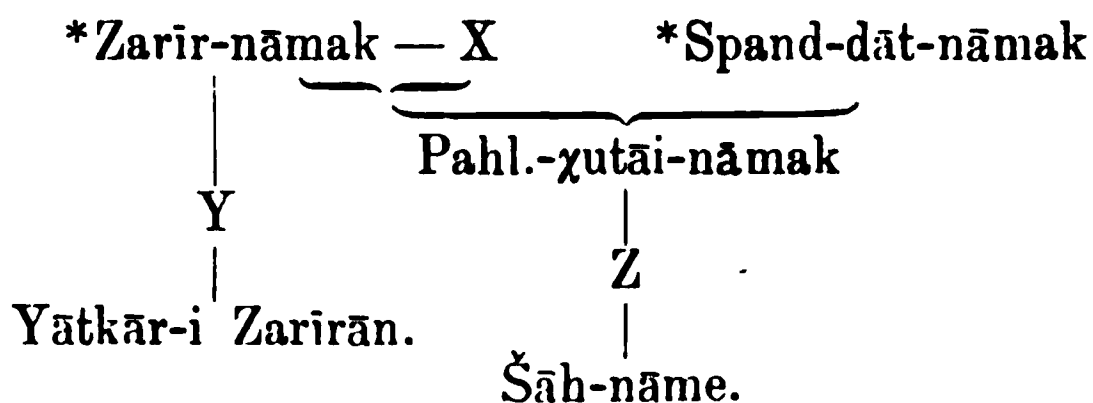 *Zarīr-nāmak — X *Spand-dāt-nāmak
Pahl.-χutāi-nāmak
Y
Z
Yātkār-i Zarīrān.
Šāh-nāme.